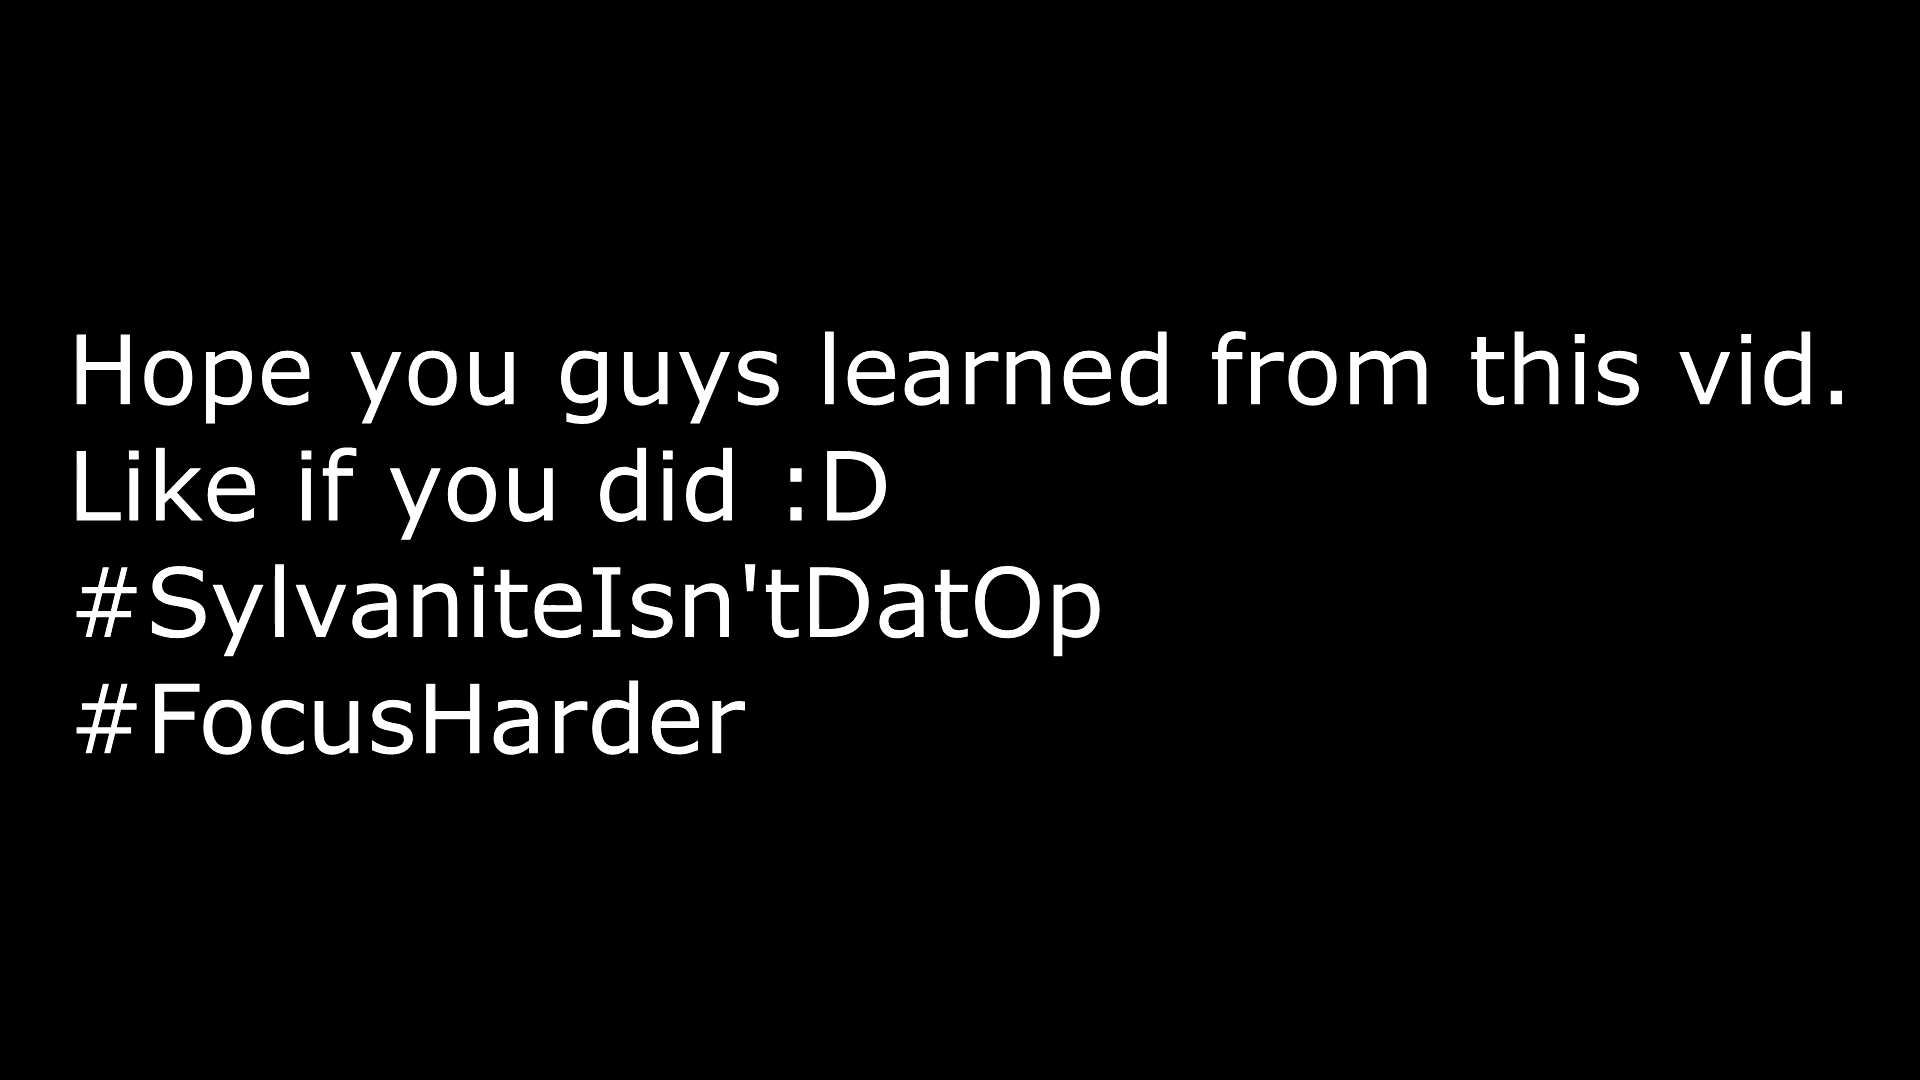 Hope you guys learned from this vid.
Like if you did :D
#SylvaniteIsn'tDatOp
#FocusHarder